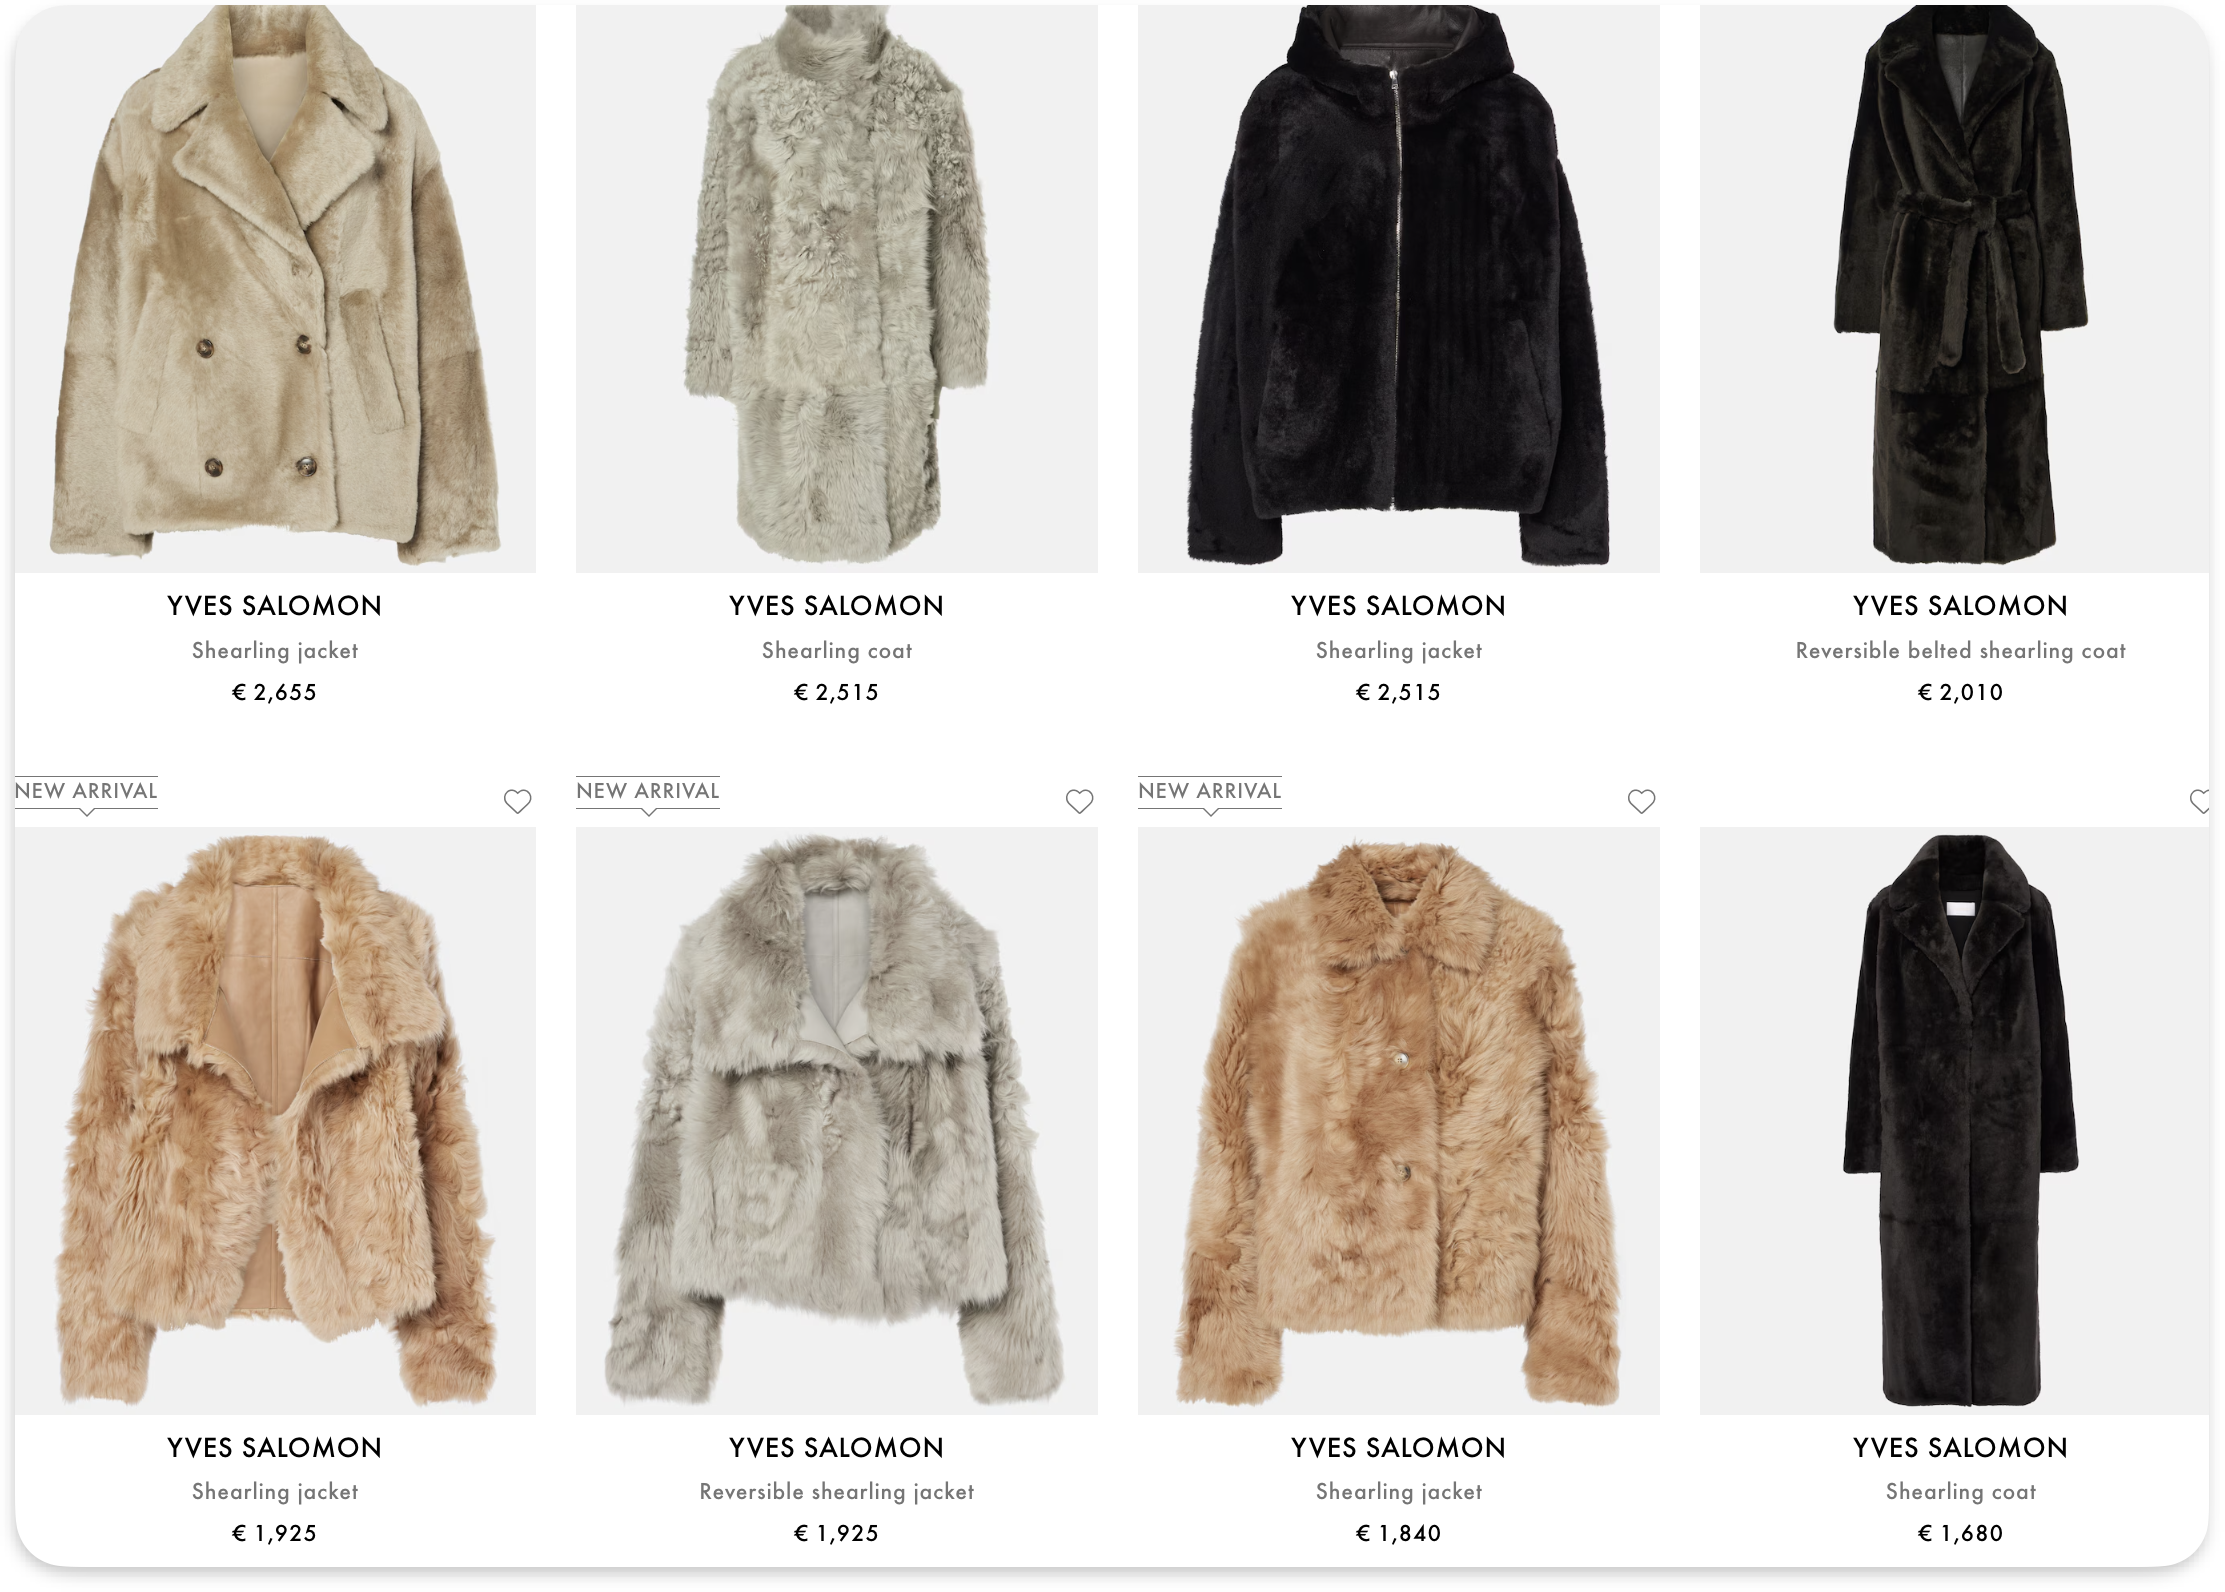 YVES SALOMON
Shearling jacket
€ 2,655
YVES SALOMON
Shearling coat
€ 2,515
YVES SALOMON
Shearling jacket
€ 2,515
YVES SALOMON
Reversible belted shearling coat
€ 2,010
NEW ARRIVAL
NEW ARRIVAL
NEW ARRIVAL
YVES SALOMON
Shearling jacket
€ 1,925
YVES SALOMON
Reversible shearling jacket
€ 1,925
YVES SALOMON
Shearling jacket
€ 1,840
YVES SALOMON
Shearling coat
€ 1,680